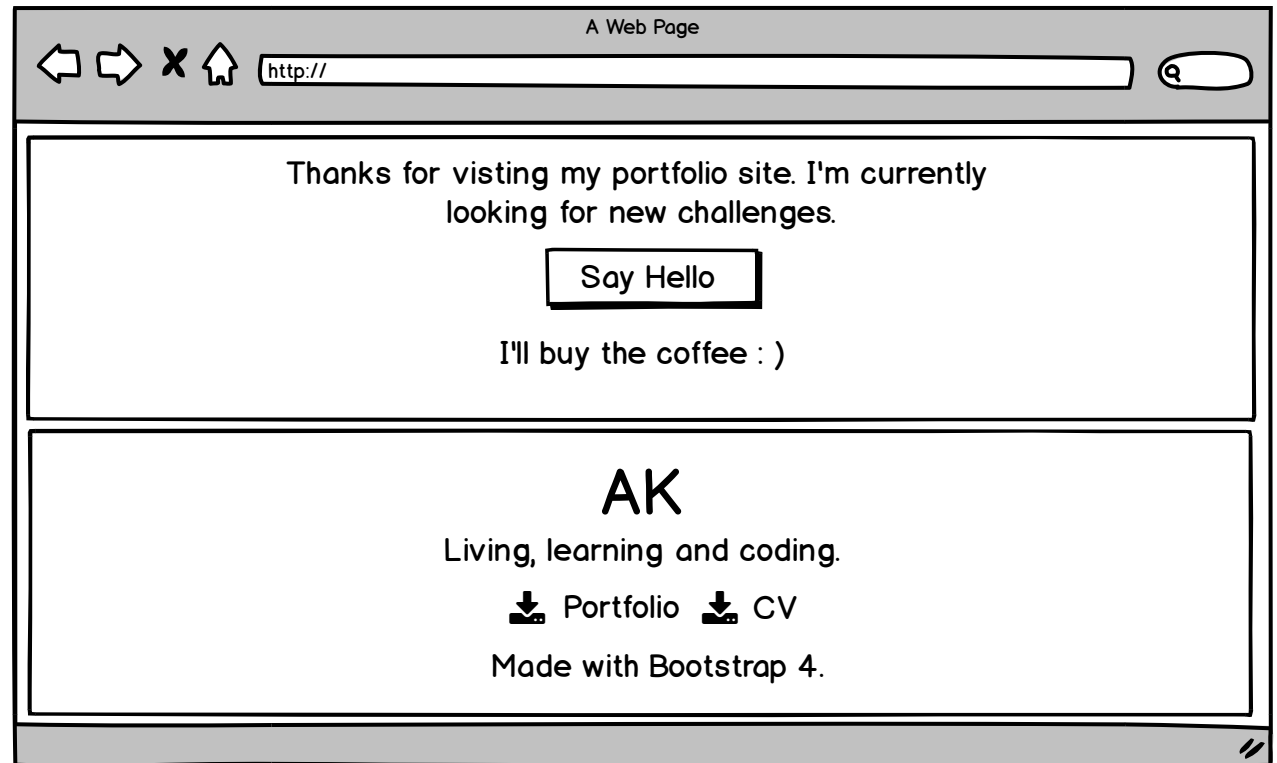 A Web Page
http://
Thanks for visting my portfolio site. I'm currently
looking for new challenges.
Say Hello
I'll buy the coffee : )
AK
Living, learning and coding.
Portfolio CV
Made with Bootstrap 4.